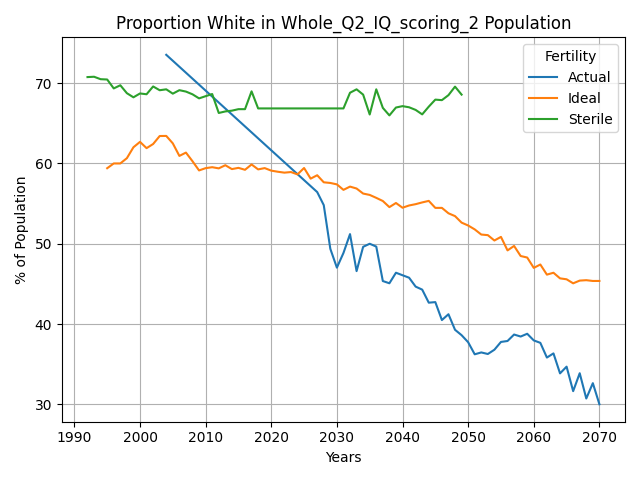 Proportion White in Whole_Q2_IQ_scoring_2 Population
Fertility
Actual
Ideal
Sterile
% of Population
70
60
50
40
30
1990 2000 2010 2020 2030 2040 2050 2060 2070
Years